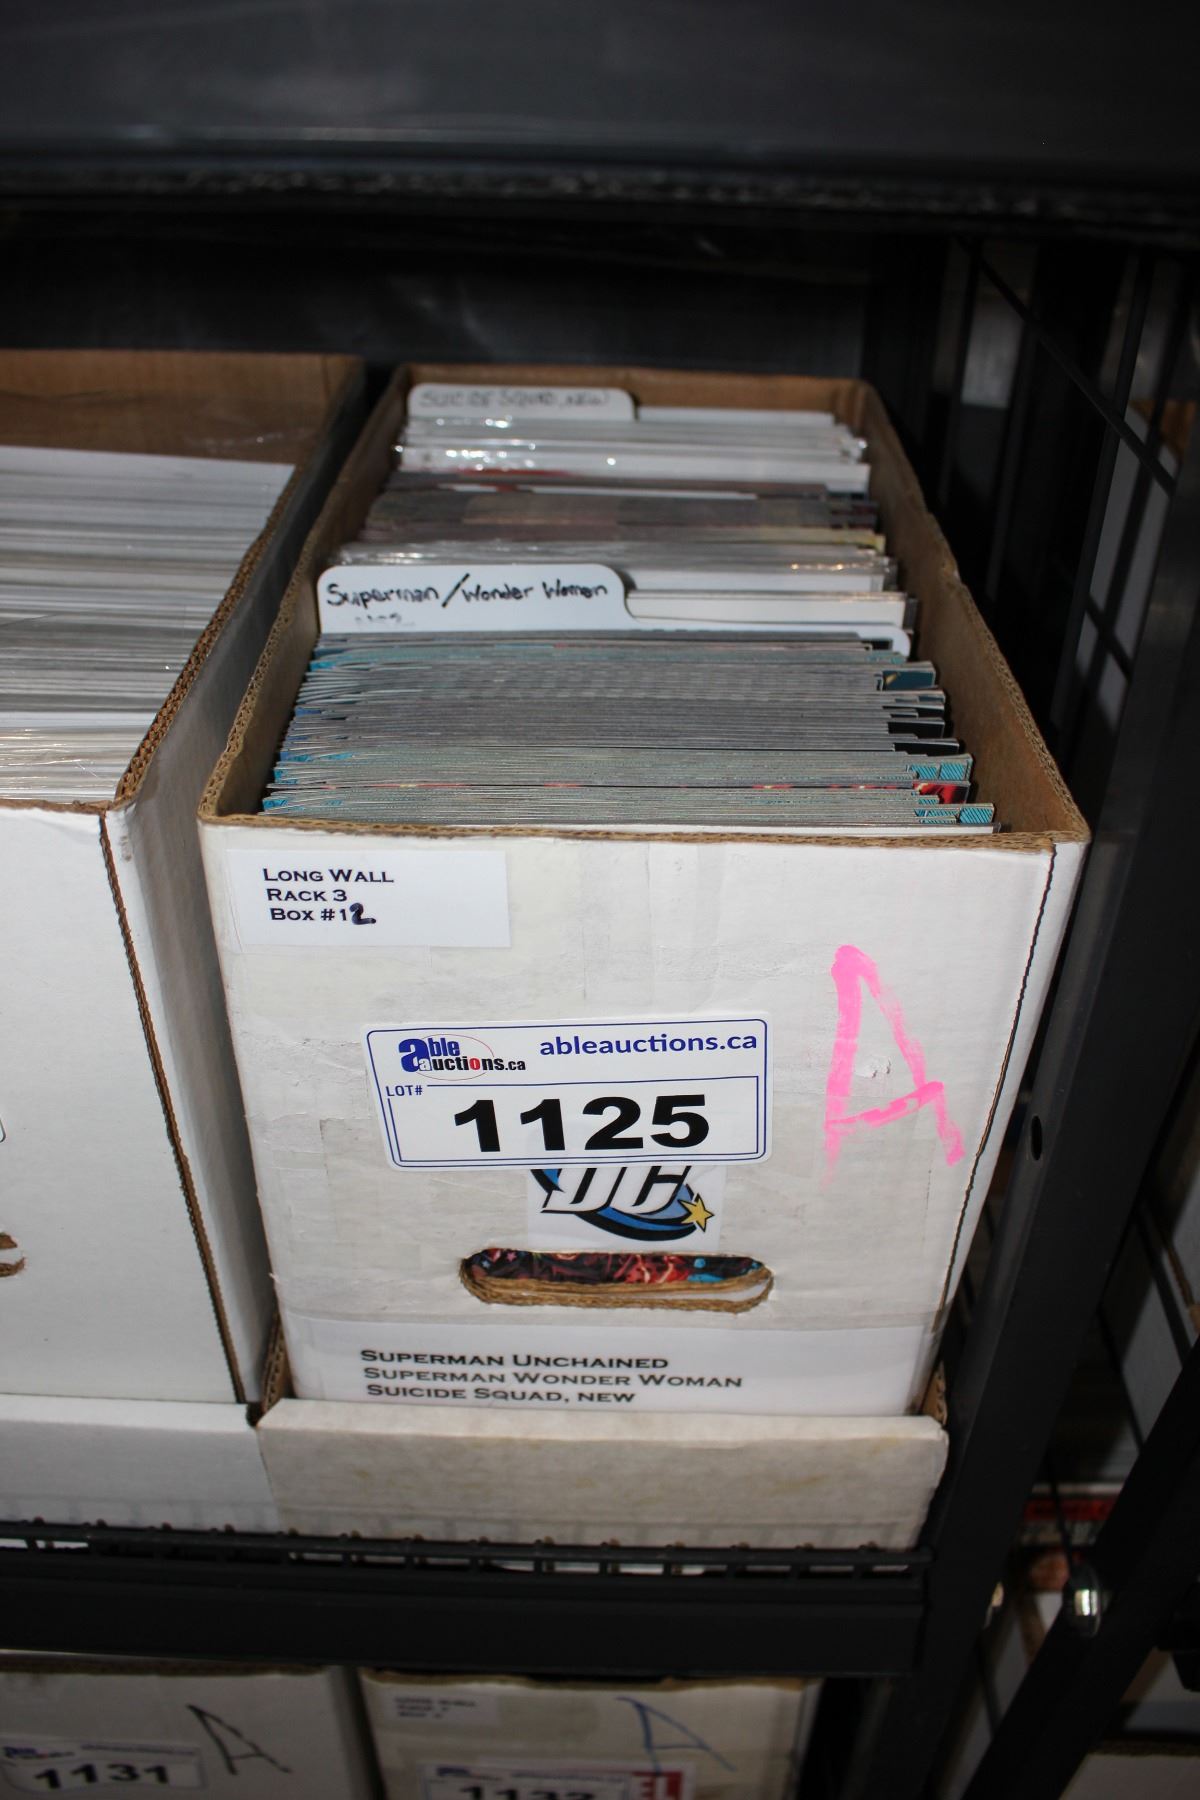 SUICIDE SQUAD, NEW
Superman/Wonder Woman
LONG WALL
RACK 3
BOX #12
A
able auctions.ca
ableauctions.ca
LOT#
1125
DC
SUPERMAN UNCHAINED
SUPERMAN WONDER WOMAN
SUICIDE SQUAD, NEW
A
A
1131